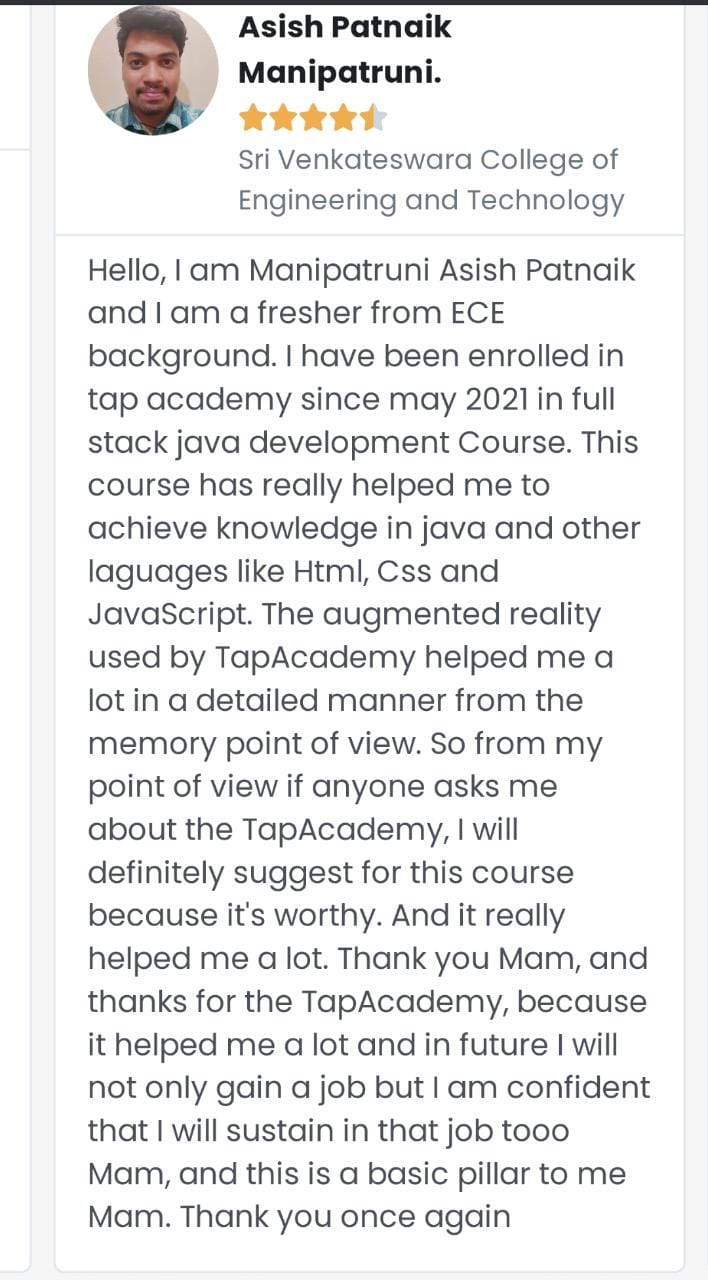 Asish Patnaik
Manipatruni.
Sri Venkateswara College of
Engineering and Technology
Hello, I am Manipatruni Asish Patnaik
and I am a fresher from ECE
background. I have been enrolled in
tap academy since may 2021 in full
stack java development Course. This
course has really helped me to
achieve knowledge in java and other
laguages like Html, Css and
JavaScript. The augmented reality
used by TapAcademy helped me a
lot in a detailed manner from the
memory point of view. So from my
point of view if anyone asks me
about the TapAcademy, I will
definitely suggest for this course
because it's worthy. And it really
helped me a lot. Thank you Mam, and
thanks for the TapAcademy, because
it helped me a lot and in future I will
not only gain a job but I am confident
that I will sustain in that job tooo
Mam, and this is a basic pillar to me
Mam. Thank you once again